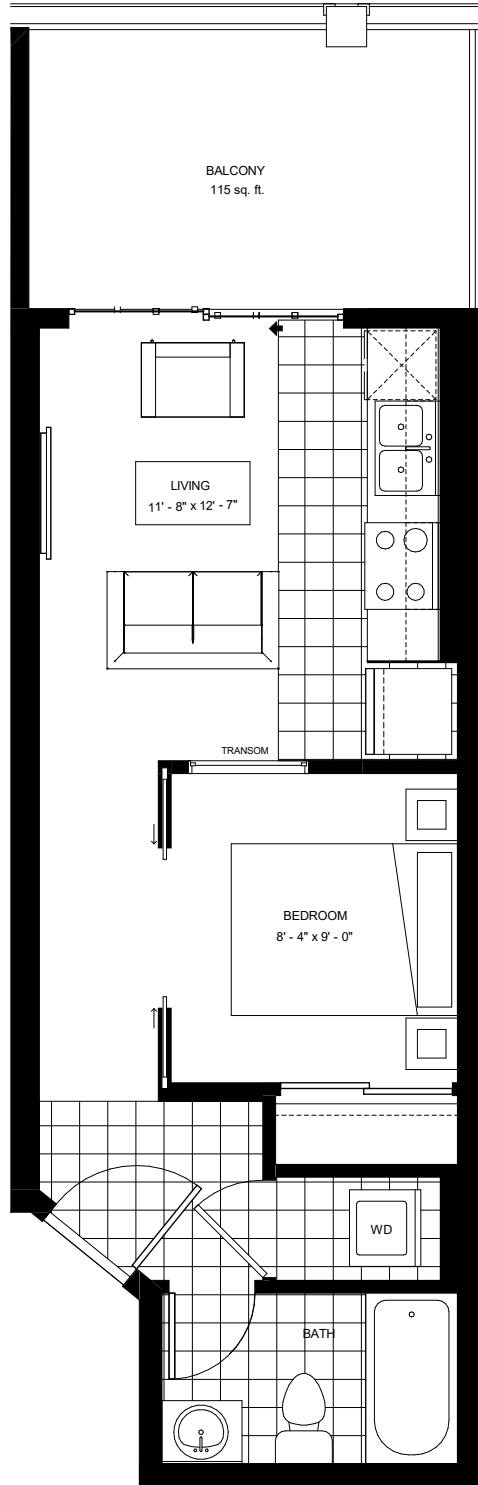 BALCONY
115 sq. ft.
LIVING
11' - 8" x 12' - 7"
TRANSOM
BEDROOM
8' - 4" x 9' - 0"
WD
BATH